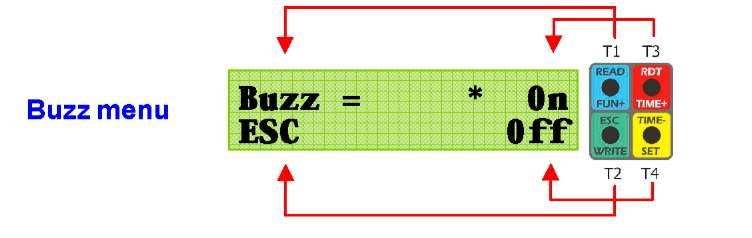 T1 T3
READ RDT
Buzz = * On
FUN+ TIME+
Buzz menu
ESC Off
ESC TIME-
WRITE SET
T2 T4